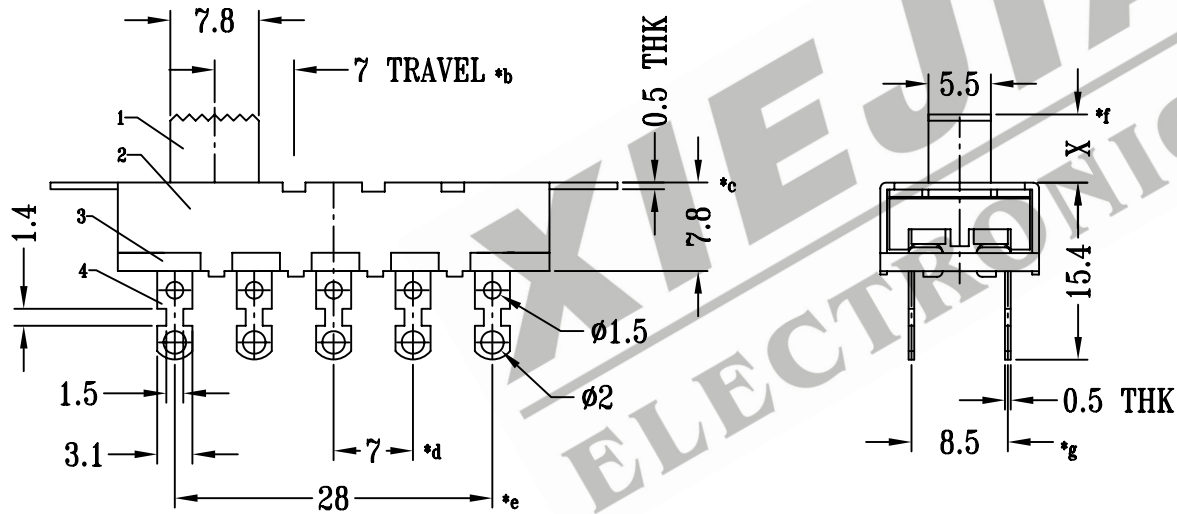 7.8
7 TRAVEL *b
0.5 THK
5.5
*f
X
1
2
*c
7.8
3
1.4
4
15.4
ø1.5
ø2
1.5
0.5 THK
3.1
7 *d
8.5 *g
28 *e
XIEJIA
ELECTRONIC